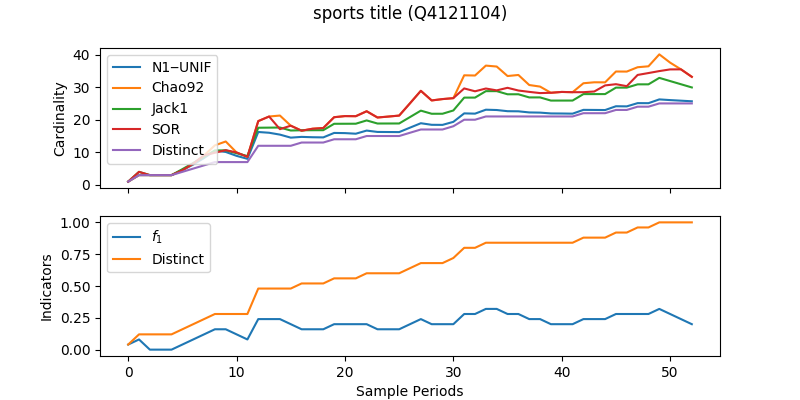 sports title (Q4121104)
Cardinality
40
30
20
10
0
N1−UNIF
Chao92
Jack1
SOR
Distinct
Indicators
1.00
0.75
0.50
0.25
0.00
f1
Distinct
0 10 20 30 40 50
Sample Periods